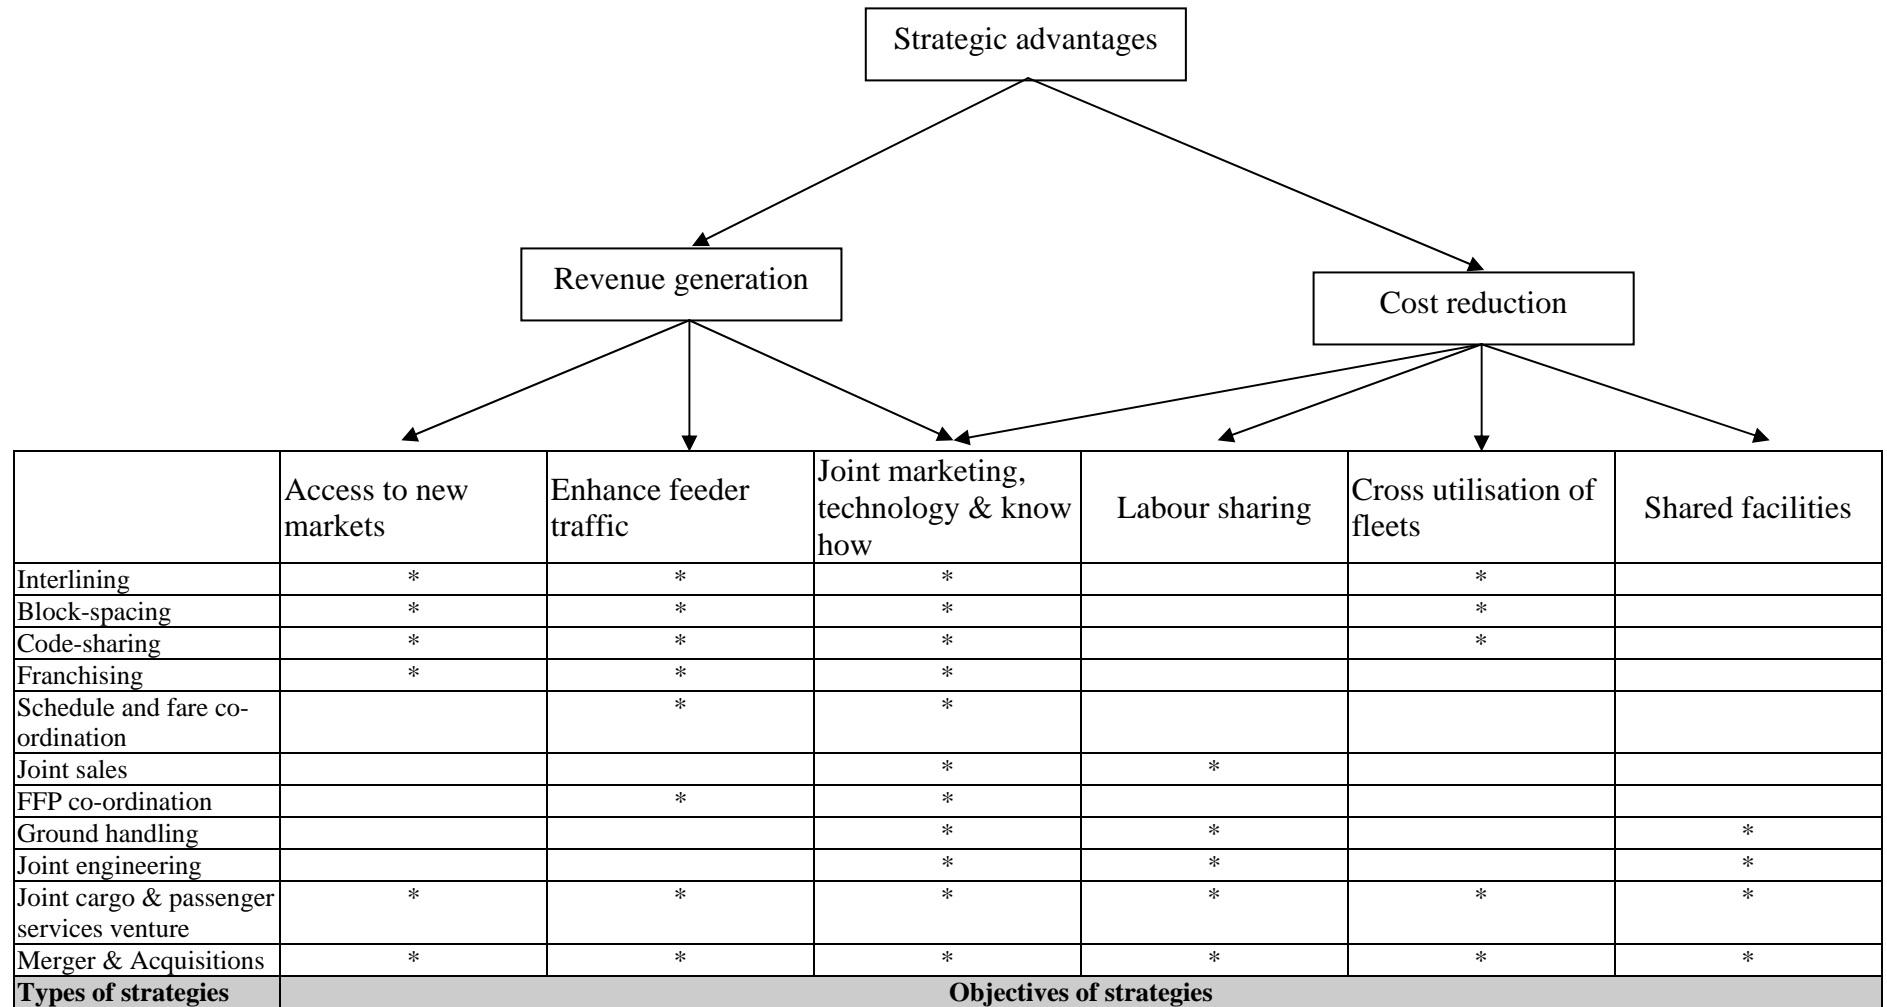 Strategic advantages
Revenue generation
Cost reduction
Access to new
markets
Enhance feeder
traffic
Joint marketing,
technology & know
how
Labour sharing
Cross utilisation of
fleets
Shared facilities
Interlining * * * *
Block-spacing * * * *
Code-sharing * * * *
Franchising * * *
Schedule and fare co- * *
ordination
Joint sales * *
FFP co-ordination * *
Ground handling * * *
Joint engineering * * *
Joint cargo & passenger * * * * * *
services venture
Merger & Acquisitions * * * * * *
Types of strategies Objectives of strategies